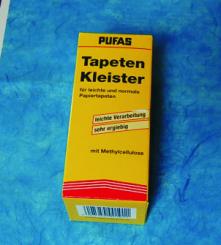 PUFAS
Tapeten
Kleister
für leichte und normale
Papiertapeten
leichte Verarbeitung
sehr ergiebig
mit Methylcellulose